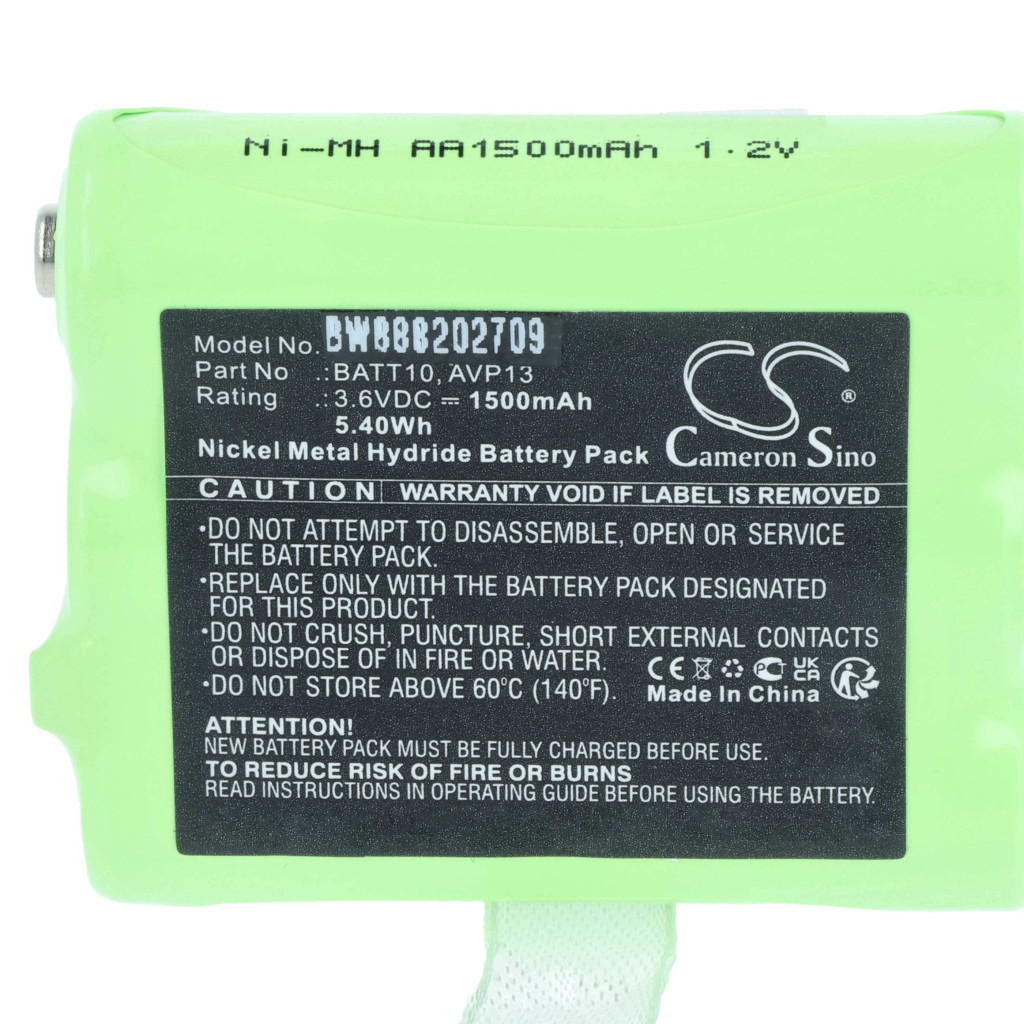 Ni-MH AA1500mAh 1.2V
Model No. BW888202709
Part No .:BATT10, AVP13
Rating .:3.6VDC ⎓ 1500mAh
5.40Wh
Nickel Metal Hydride Battery Pack
CS
®
Cameron Sino
CAUTION WARRANTY VOID IF LABEL IS REMOVED
•DO NOT ATTEMPT TO DISASSEMBLE, OPEN OR SERVICE
THE BATTERY PACK.
•REPLACE ONLY WITH THE BATTERY PACK DESIGNATED
FOR THIS PRODUCT.
•DO NOT CRUSH, PUNCTURE, SHORT EXTERNAL CONTACTS
OR DISPOSE OF IN FIRE OR WATER.
•DO NOT STORE ABOVE 60°C (140°F).
CE UK CA
Made In China
ATTENTION!
NEW BATTERY PACK MUST BE FULLY CHARGED BEFORE USE.
TO REDUCE RISK OF FIRE OR BURNS
READ INSTRUCTIONS IN OPERATING GUIDE BEFORE USING THE BATTERY.